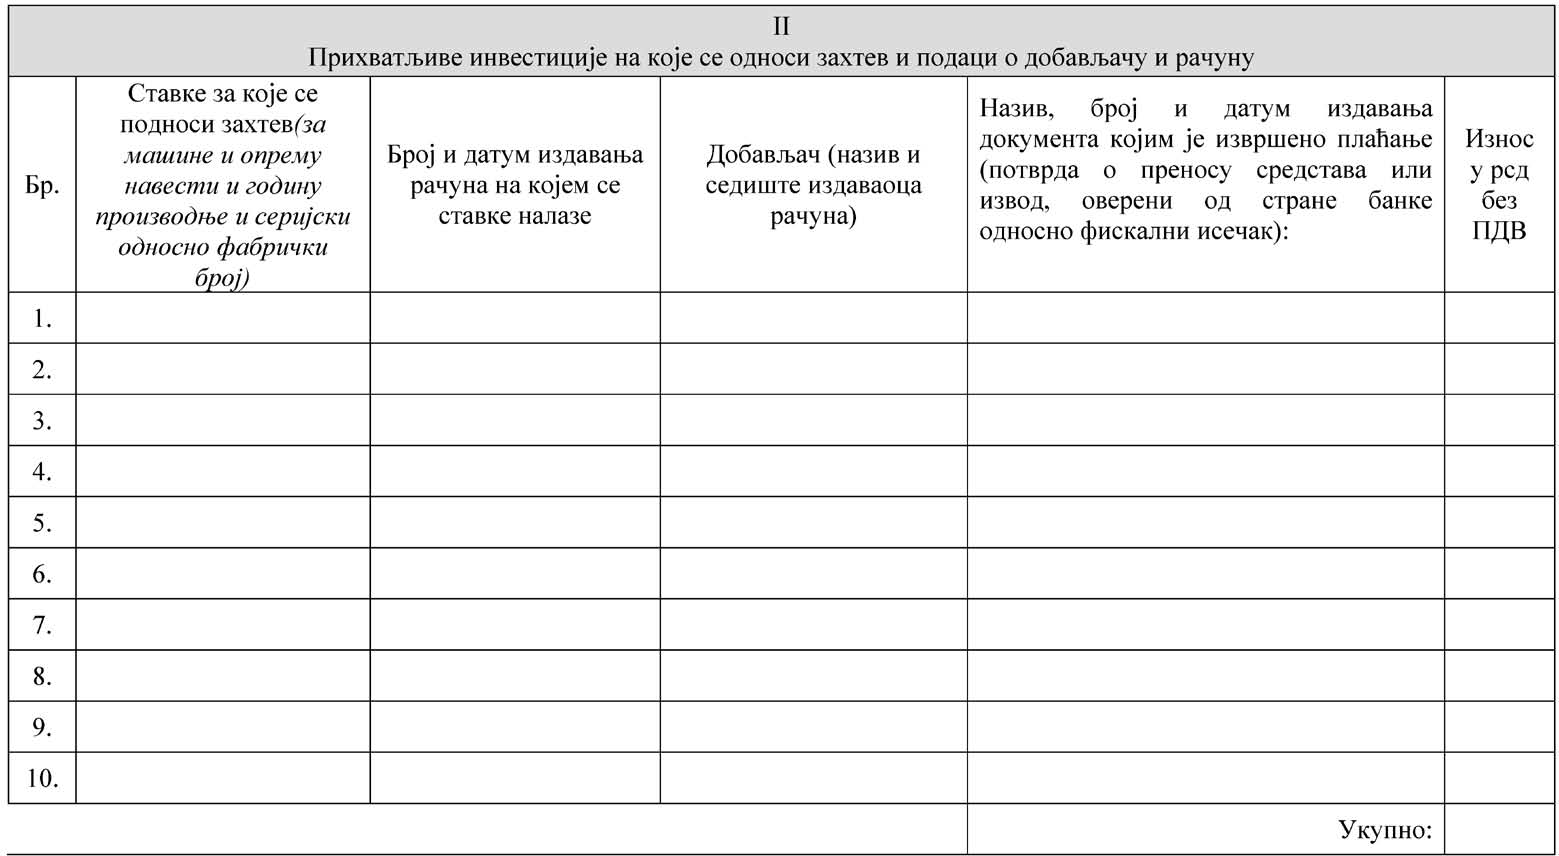 II
Прихватљиве инвестиције на које се односи захтев и подаци о добављачу и рачуну
Бр.
Ставке за које се
подноси захтев(за
машине и опрему
навести и годину
производње и серијски
односно фабрички
број)
Број и датум издавања
рачуна на којем се
ставке налазе
Добављач (назив и
седиште издаваоца
рачуна)
Назив, број и датум издавања
документа којим је извршено плаћање
(потврда о преносу средстава или
извод, оверени од стране банке
односно фискални исечак):
Износ
у рсд
без
ПДВ
1.
2.
3.
4.
5.
6.
7.
8.
9.
10.
Укупно: